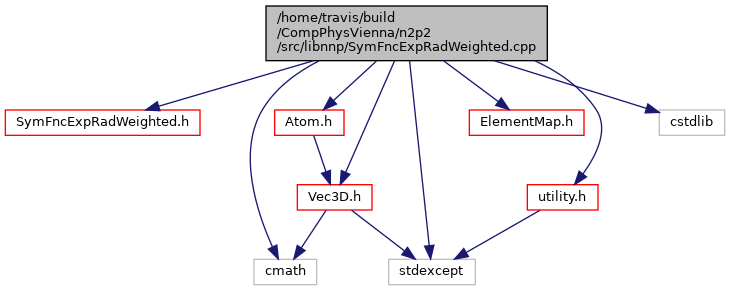 /home/travis/build
/CompPhysVienna/n2p2
/src/libnnp/SymFncExpRadWeighted.cpp
SymFncExpRadWeighted.h
Atom.h
ElementMap.h
cstdlib
Vec3D.h
utility.h
cmath
stdexcept